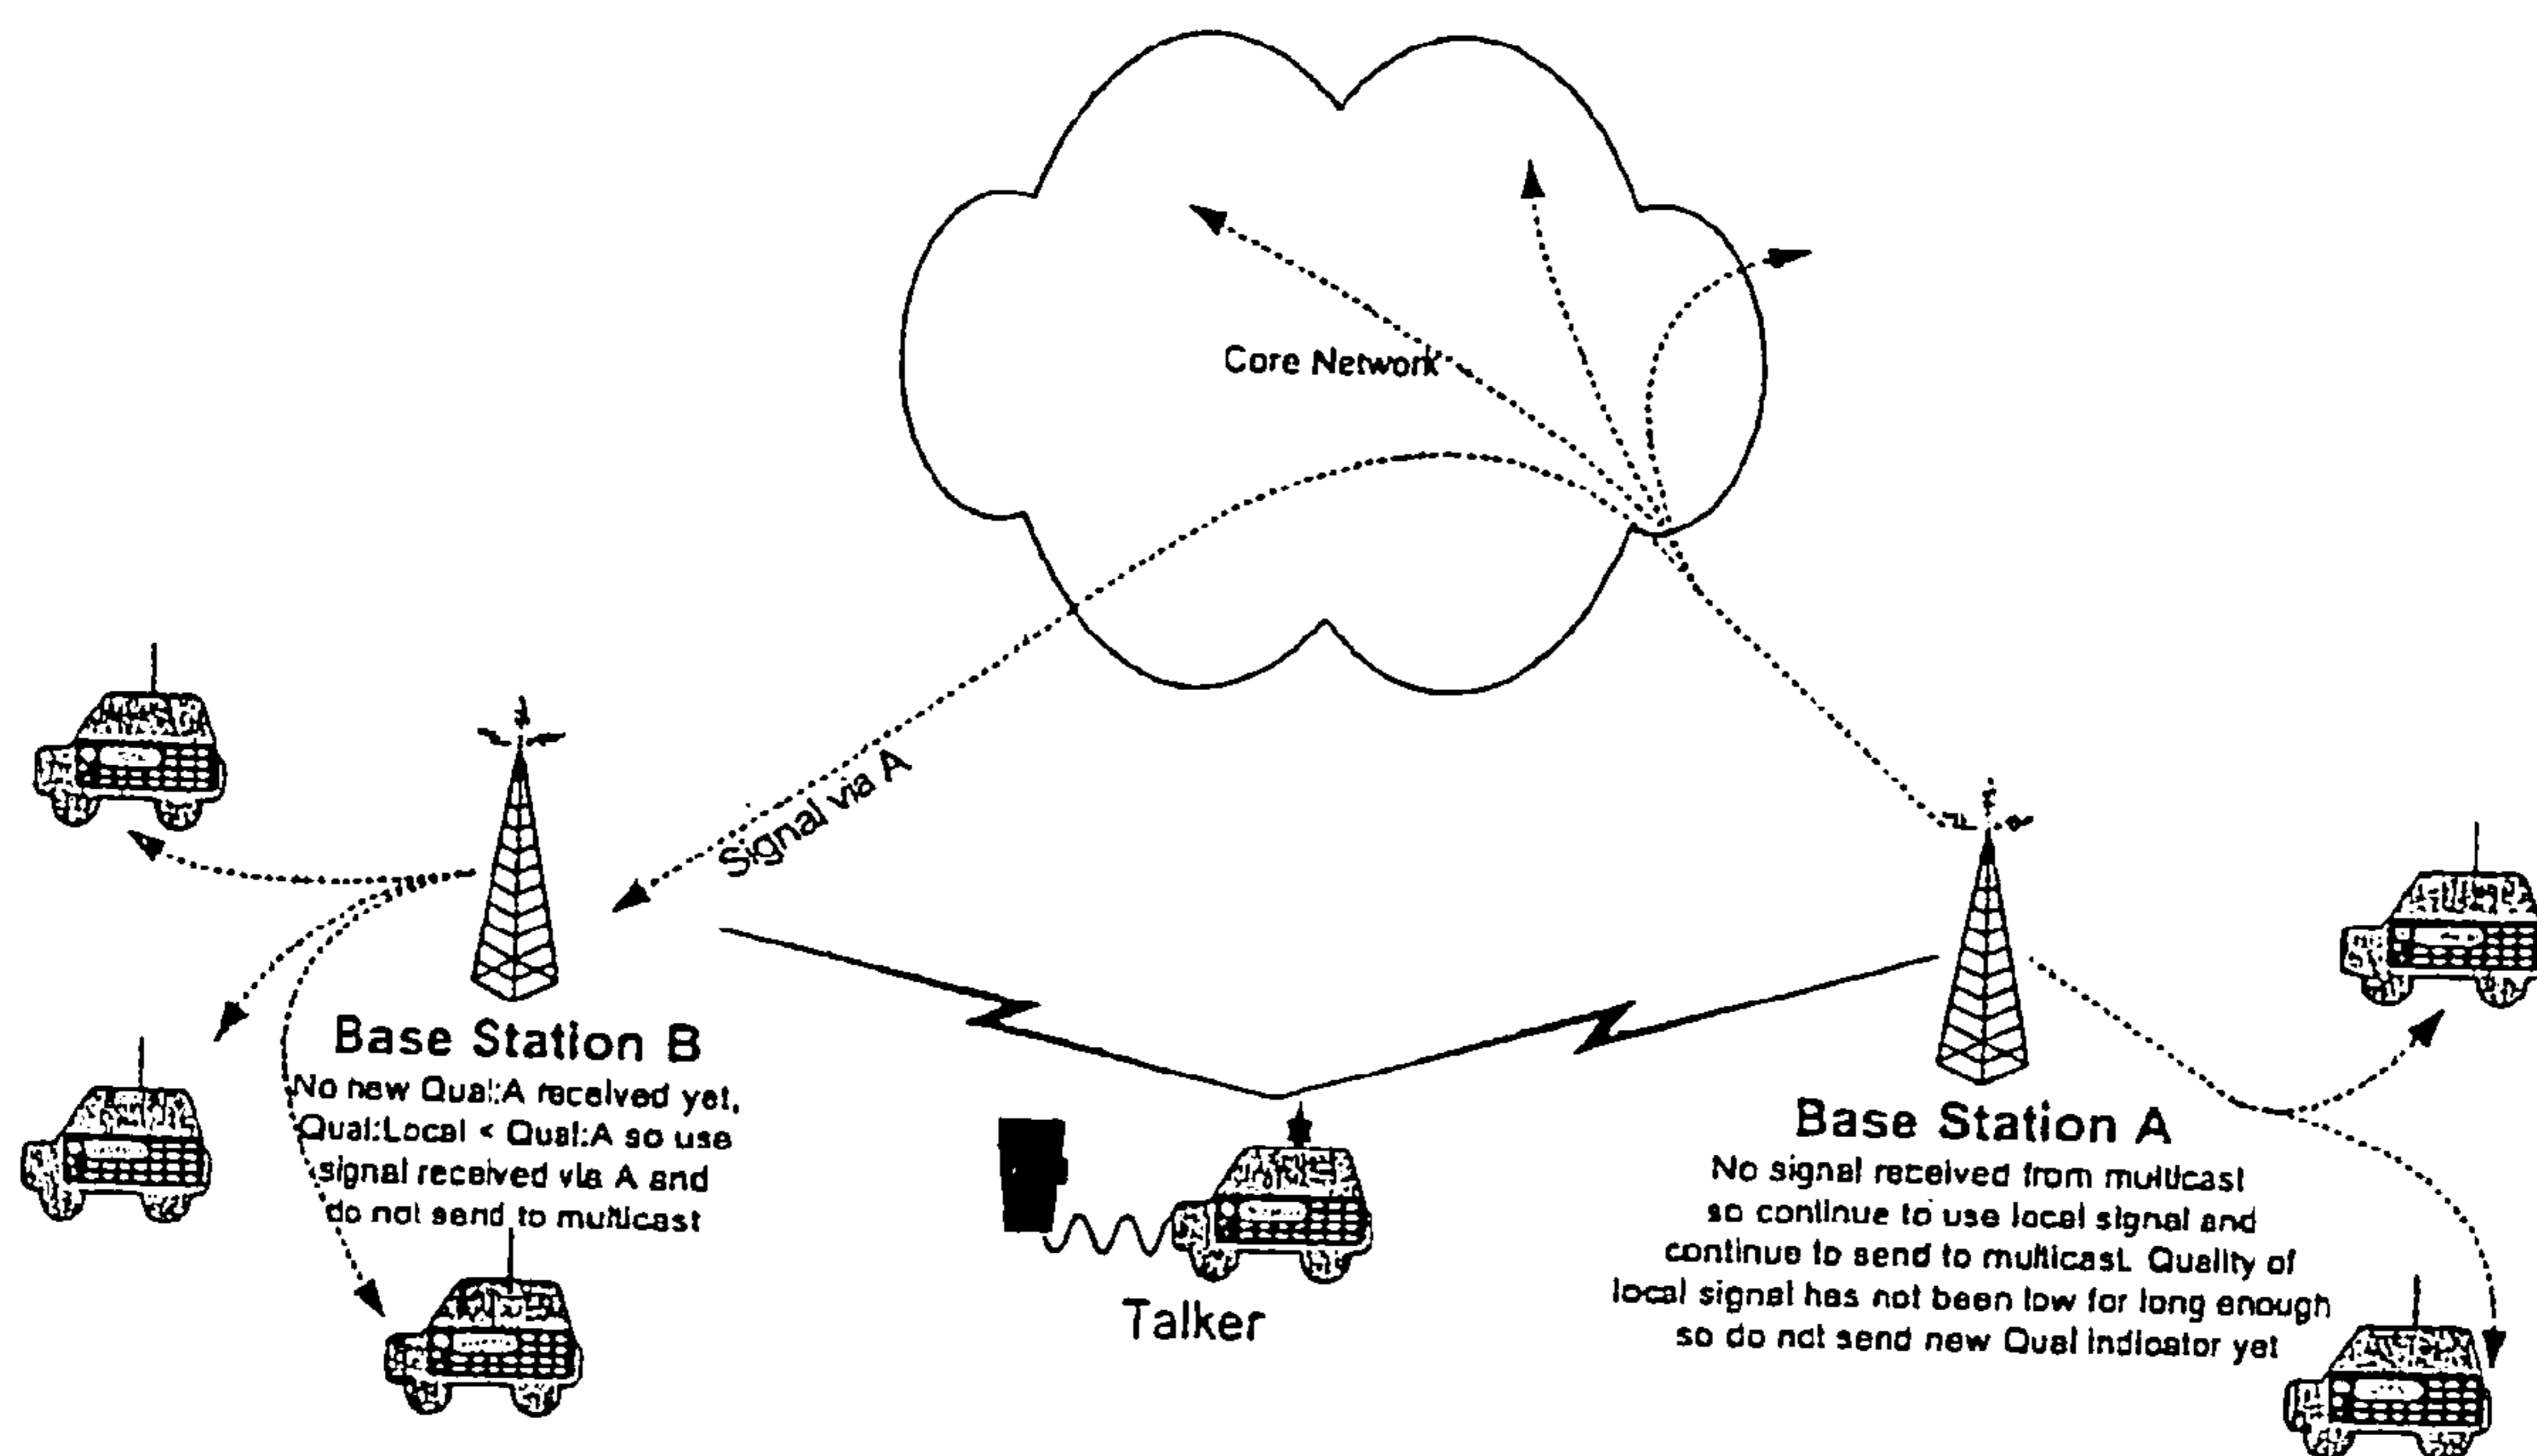 Core Network
Signal via A
Base Station B
No new Qual:A received yet,
Qual:Local < Qual:A so use
signal received via A and
do not send to multicast
Talker
Base Station A
No signal received from multicast
so continue to use local signal and
continue to send to multicast. Quality of
local signal has not been low for long enough
so do not send new Qual indicator yet